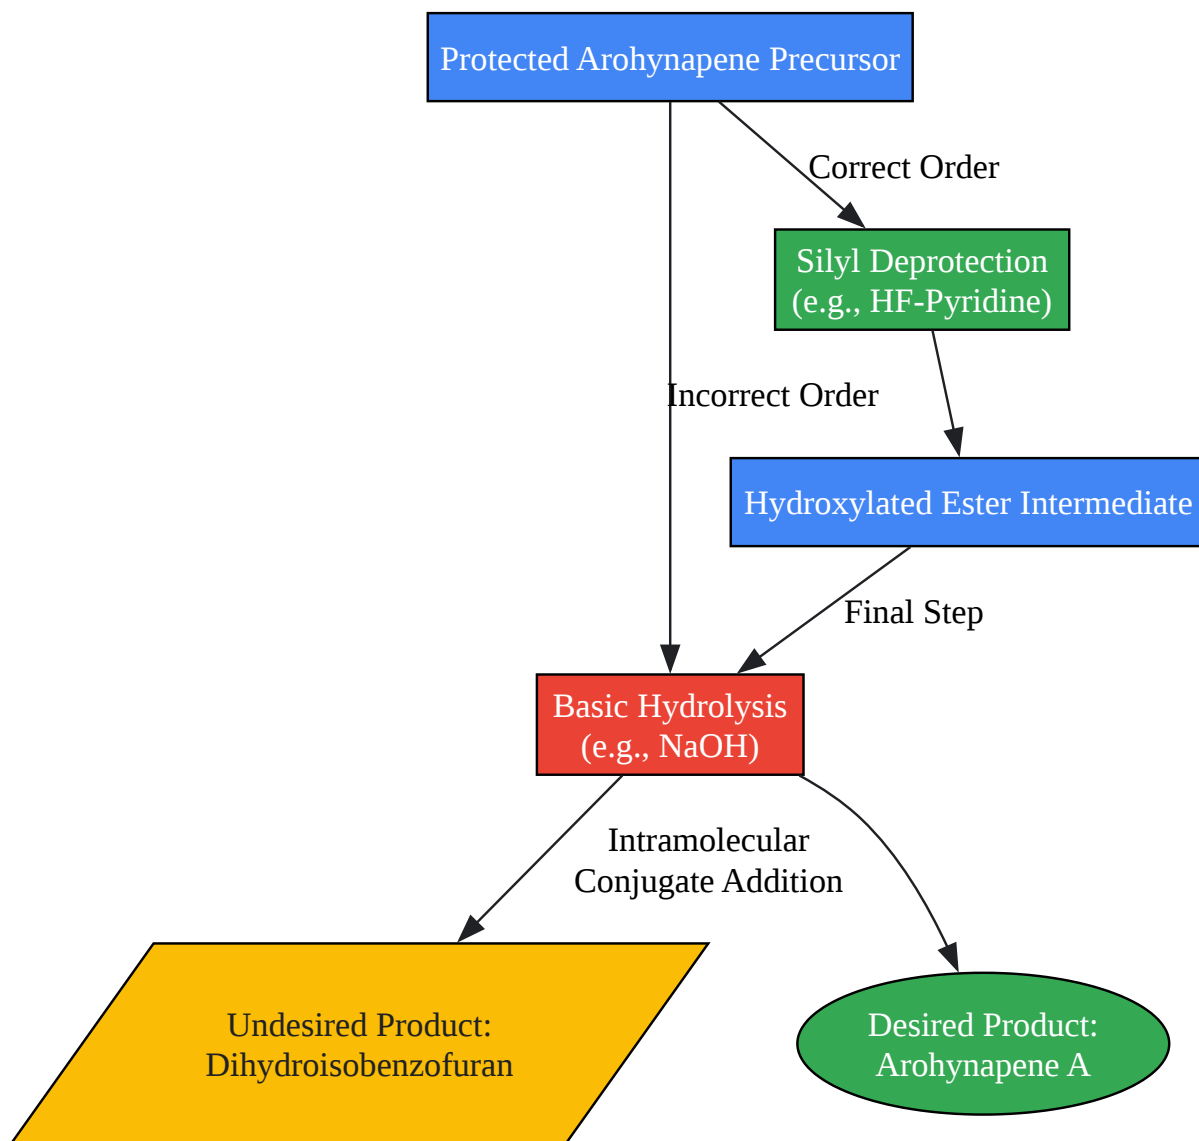 Protected Arohynapene Precursor
Correct Order
Silyl Deprotection
(e.g., HF-Pyridine)
Incorrect Order
Hydroxylated Ester Intermediate
Final Step
Basic Hydrolysis
(e.g., NaOH)
Intramolecular
Conjugate Addition
Undesired Product:
Dihydroisobenzofuran
Desired Product:
Arohynapene A